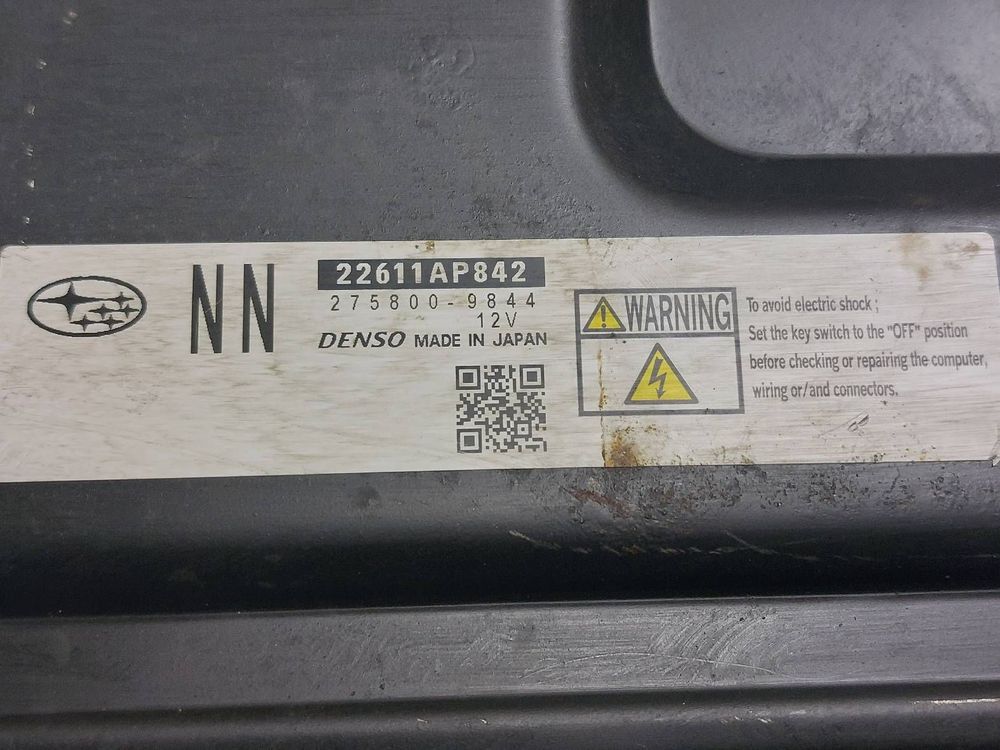 NN
22611AP842
275800-9844
12V
DENSO MADE IN JAPAN
WARNING
To avoid electric shock ;
Set the key switch to the "OFF" position
before checking or repairing the computer,
wiring or/and connectors.